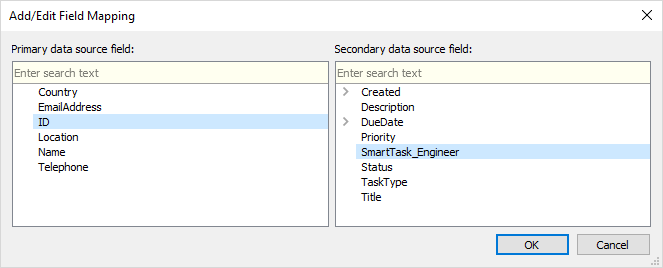 Add/Edit Field Mapping
Primary data source field:
Enter search text
Country
EmailAddress
ID
Location
Name
Telephone
Secondary data source field:
Enter search text
Created
Description
DueDate
Priority
SmartTask_Engineer
Status
TaskType
Title
OK
Cancel